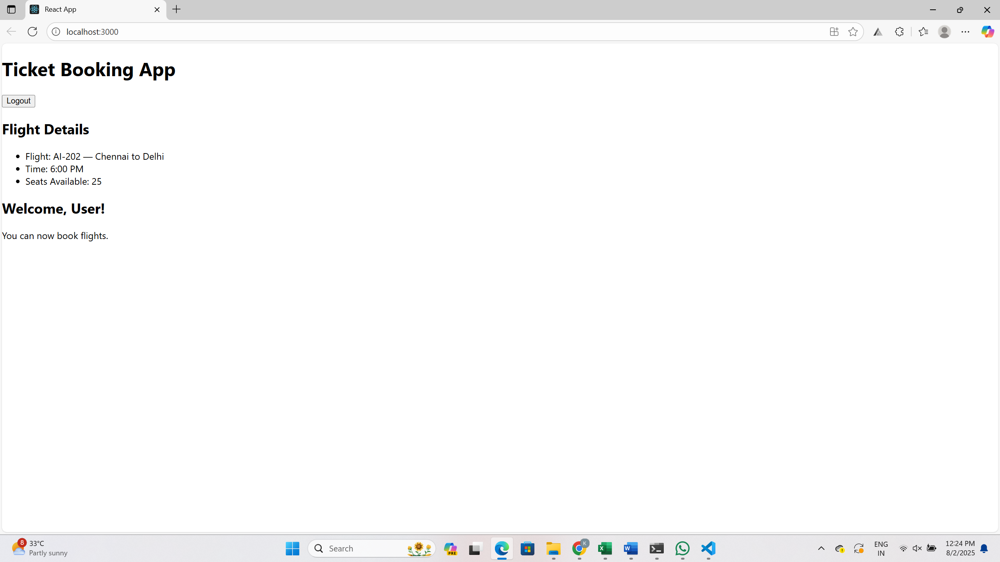 React App
localhost:3000
Ticket Booking App
Logout
Flight Details
Flight: AI-202 — Chennai to Delhi
Time: 6:00 PM
Seats Available: 25
Welcome, User!
You can now book flights.
8
33°C
Partly sunny
Search
PRE
K
X
W
ENG
IN
12:24 PM
8/2/2025